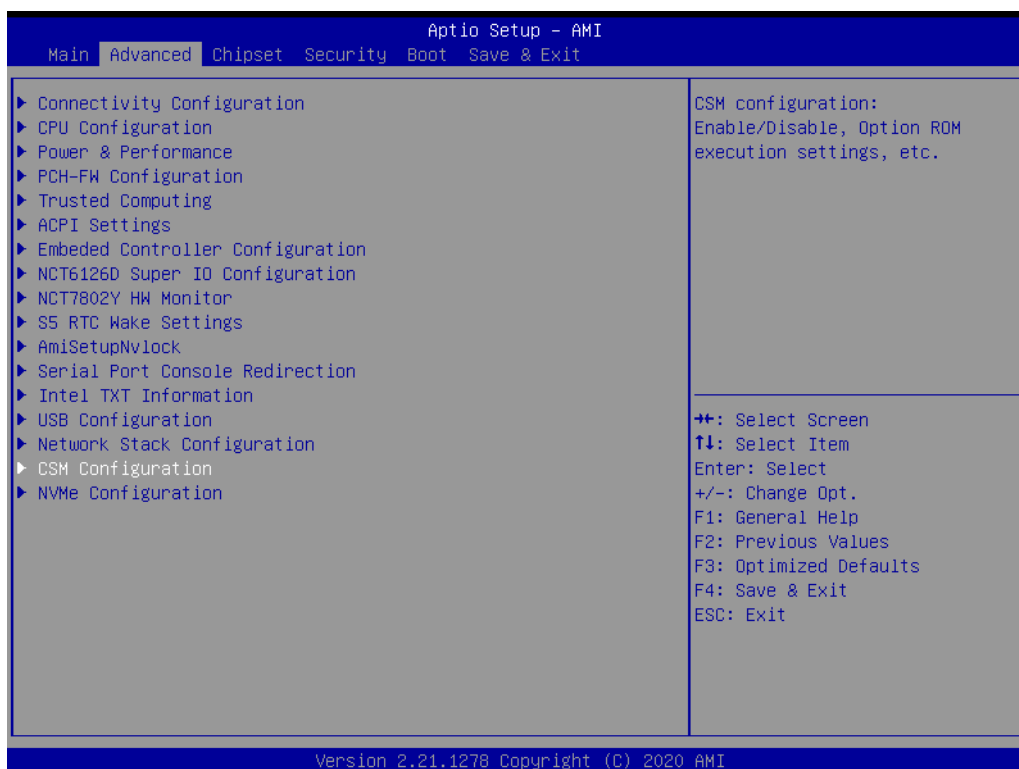 Aptio Setup – AMI
Main Advanced Chipset Security Boot Save & Exit
Connectivity Configuration
CPU Configuration
Power & Performance
PCH-FW Configuration
Trusted Computing
ACPI Settings
Embeded Controller Configuration
NCT6126D Super IO Configuration
NCT7802Y HW Monitor
S5 RTC Wake Settings
AmiSetupNvlock
Serial Port Console Redirection
Intel TXT Information
USB Configuration
Network Stack Configuration
CSM Configuration
NVMe Configuration
CSM configuration:
Enable/Disable, Option ROM
execution settings, etc.
→←: Select Screen
↑↓: Select Item
Enter: Select
+/-: Change Opt.
F1: General Help
F2: Previous Values
F3: Optimized Defaults
F4: Save & Exit
ESC: Exit
Version 2.21.1278 Copyright (C) 2020 AMI